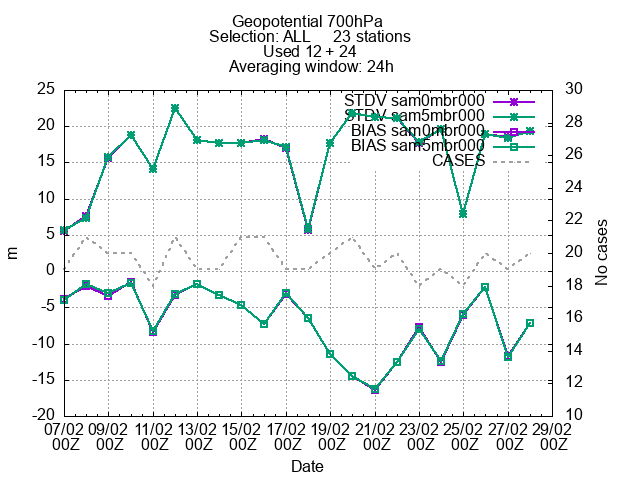 Geopotential 700hPa
Selection: ALL 23 stations
Used 12 + 24
Averaging window: 24h
25 30
STDV sam0mbr000
20 28
STDV sam5mbr000
BIAS sam0mbr000
15 26
BIAS sam5mbr000
CASES
10 24
5 22
0 20
-5 18
-10 16
-15 14
-20 12
10
m
No cases
07/02 09/02 11/02 13/02 15/02 17/02 19/02 21/02 23/02 25/02 27/02 29/02
00Z 00Z 00Z 00Z 00Z 00Z 00Z 00Z 00Z 00Z 00Z 00Z
Date